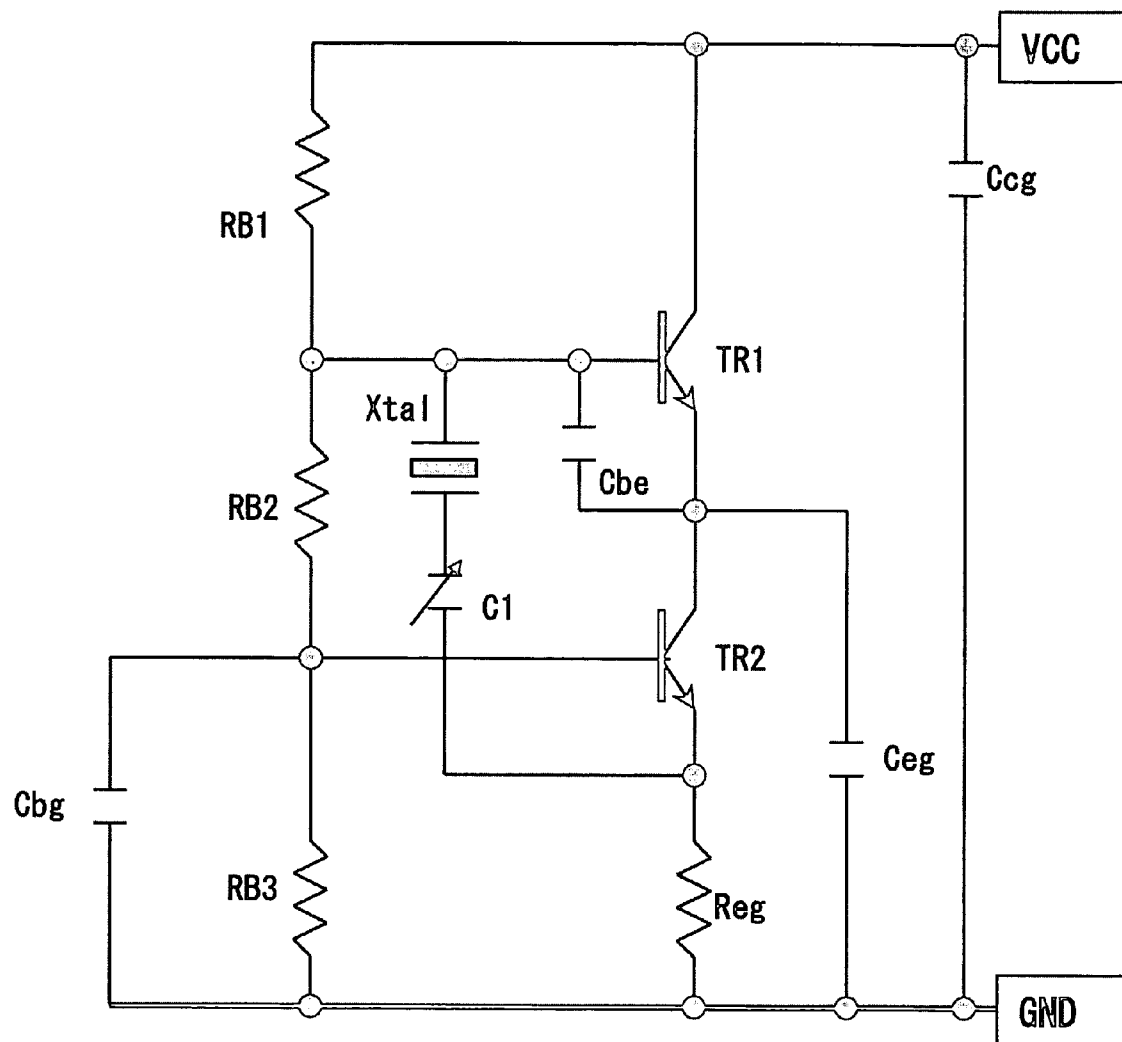 VCC
Ccg
RB1
TR1
Xtal
Cbe
RB2
C1
TR2
Ceg
Cbg
RB3
Reg
GND